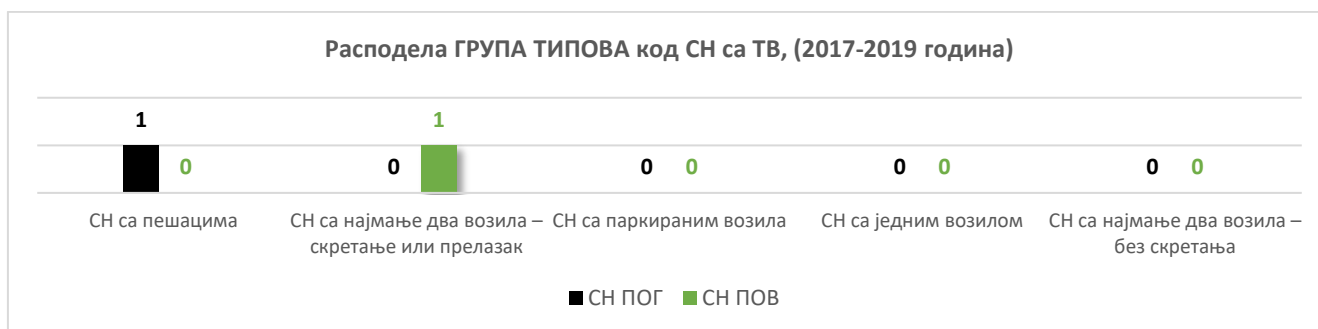 Расподела ГРУПА ТИПОВА код СН са ТВ, (2017-2019 година)
1 1
0 0 0 0 0 0 0 0
СН са пешацима
СН са најмање два возила –
скретање или прелазак
СН са паркираним возила
СН са једним возилом
СН са најмање два возила –
без скретања
СН ПОГ СН ПОВ